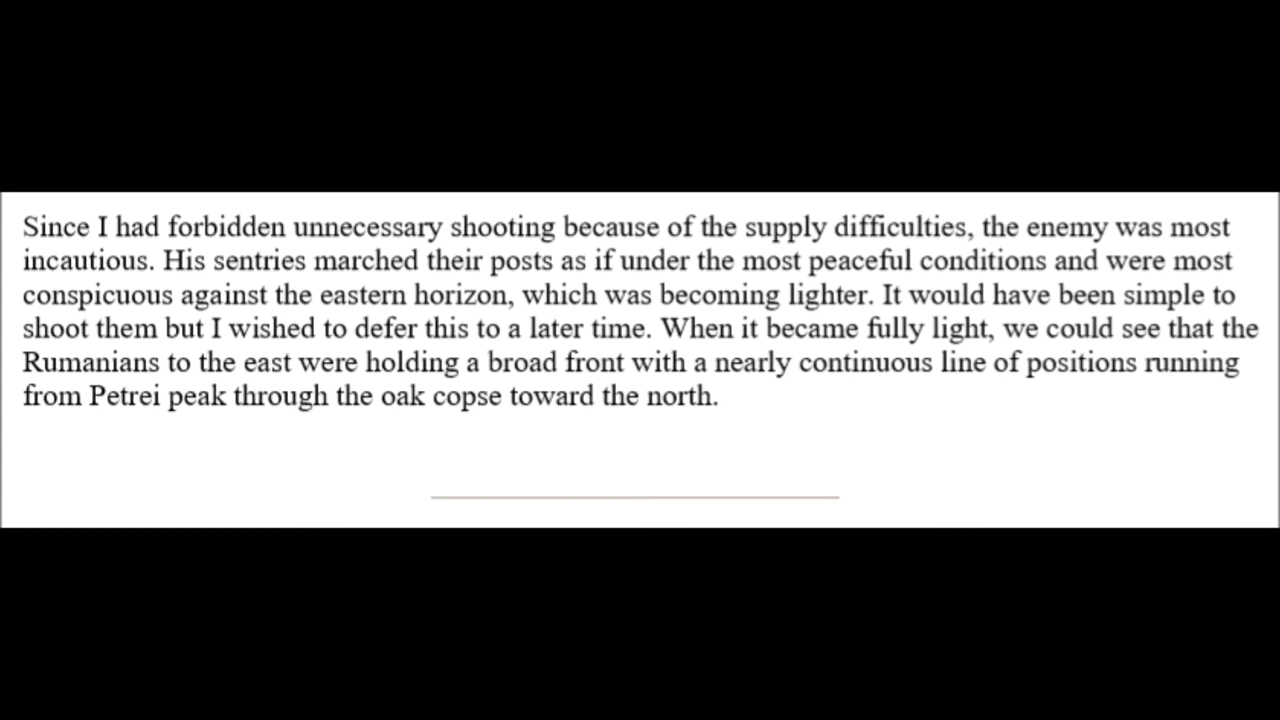 Since I had forbidden unnecessary shooting because of the supply difficulties, the enemy was most
incautious. His sentries marched their posts as if under the most peaceful conditions and were most
conspicuous against the eastern horizon, which was becoming lighter. It would have been simple to
shoot them but I wished to defer this to a later time. When it became fully light, we could see that the
Rumanians to the east were holding a broad front with a nearly continuous line of positions running
from Petrei peak through the oak copse toward the north.